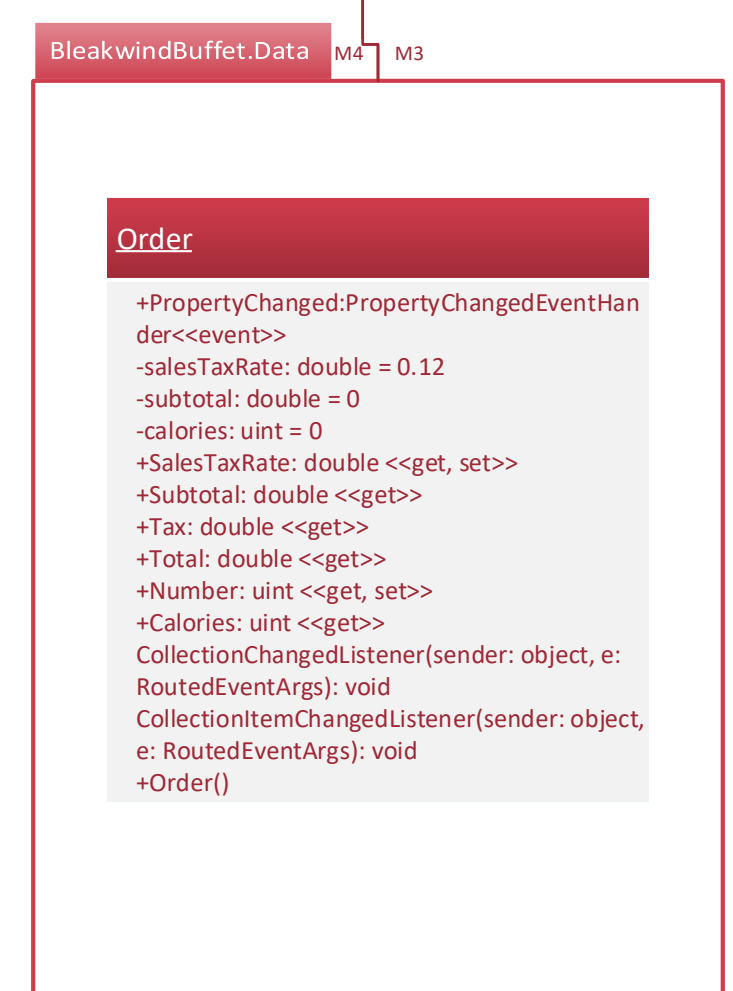 BleakwindBuffet.Data
M4 M3
Order
+PropertyChanged:PropertyChangedEventHan
der<<event>>
-salesTaxRate: double = 0.12
-subtotal: double = 0
-calories: uint = 0
+SalesTaxRate: double <<get, set>>
+Subtotal: double <<get>>
+Tax: double <<get>>
+Total: double <<get>>
+Number: uint <<get, set>>
+Calories: uint <<get>>
CollectionChangedListener(sender: object, e:
RoutedEventArgs): void
CollectionItemChangedListener(sender: object,
e: RoutedEventArgs): void
+Order()